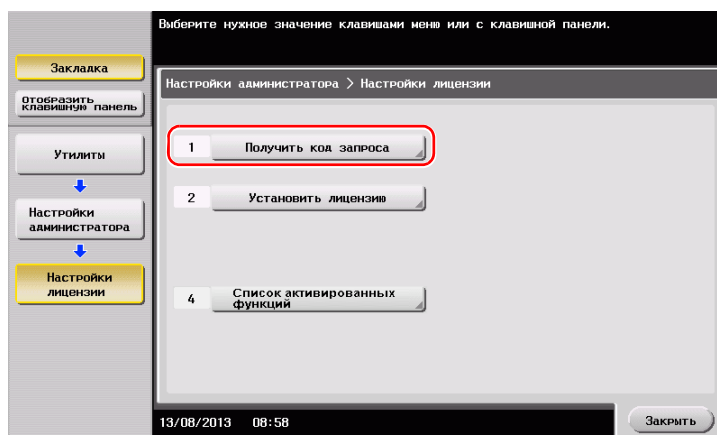 Выберите нужное значение клавишами меню или с клавишной панели.
Закладка
Отобразить
клавишную панель
Утилиты
Настройки
администратора
Настройки
лицензии
Настройки администратора > Настройки лицензии
1 Получить код запроса
2 Установить лицензию
4 Список активированных
функций
13/08/2013 08:58
Закрыть